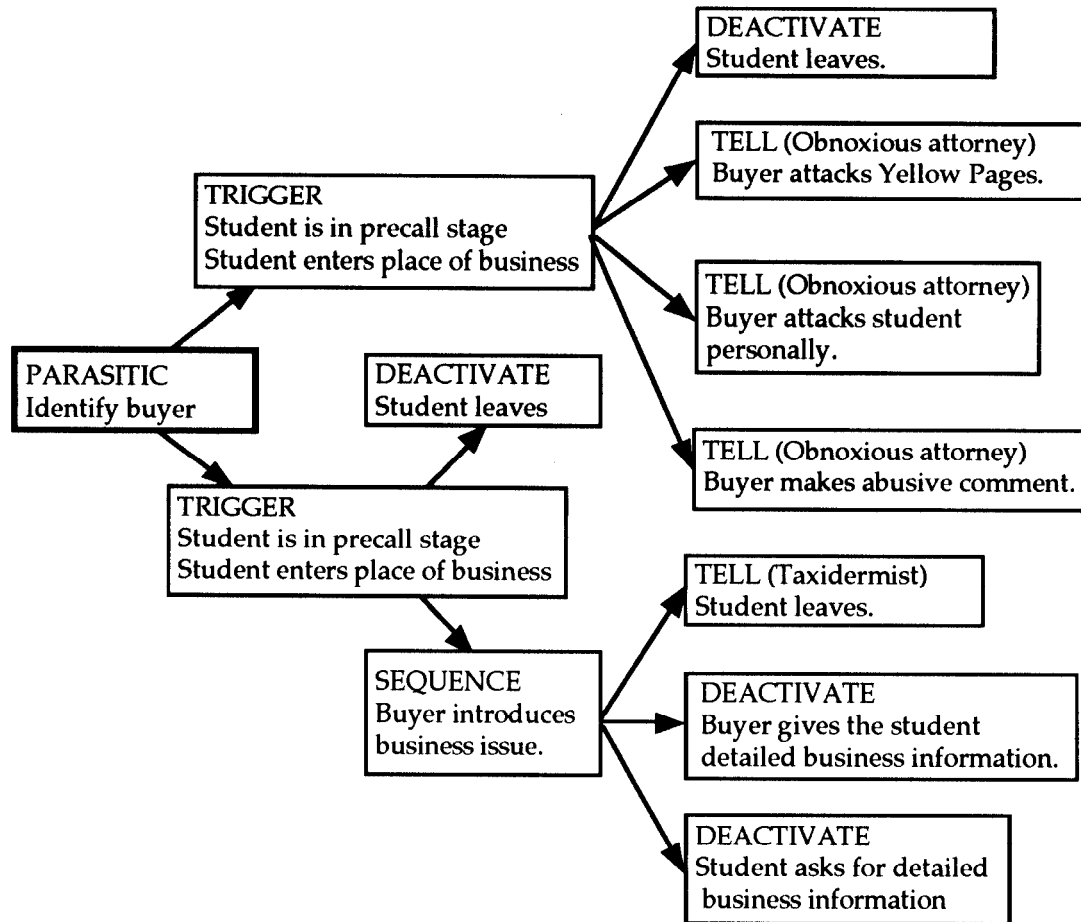 DEACTIVATE
Student leaves.
TELL (Obnoxious attorney)
Buyer attacks Yellow Pages.
TRIGGER
Student is in precall stage
Student enters place of business
TELL (Obnoxious attorney)
Buyer attacks student
personally.
PARASITIC
Identify buyer
DEACTIVATE
Student leaves
TELL (Obnoxious attorney)
Buyer makes abusive comment.
TRIGGER
Student is in precall stage
Student enters place of business
TELL (Taxidermist)
Student leaves.
SEQUENCE
Buyer introduces
business issue.
DEACTIVATE
Buyer gives the student
detailed business information.
DEACTIVATE
Student asks for detailed
business information